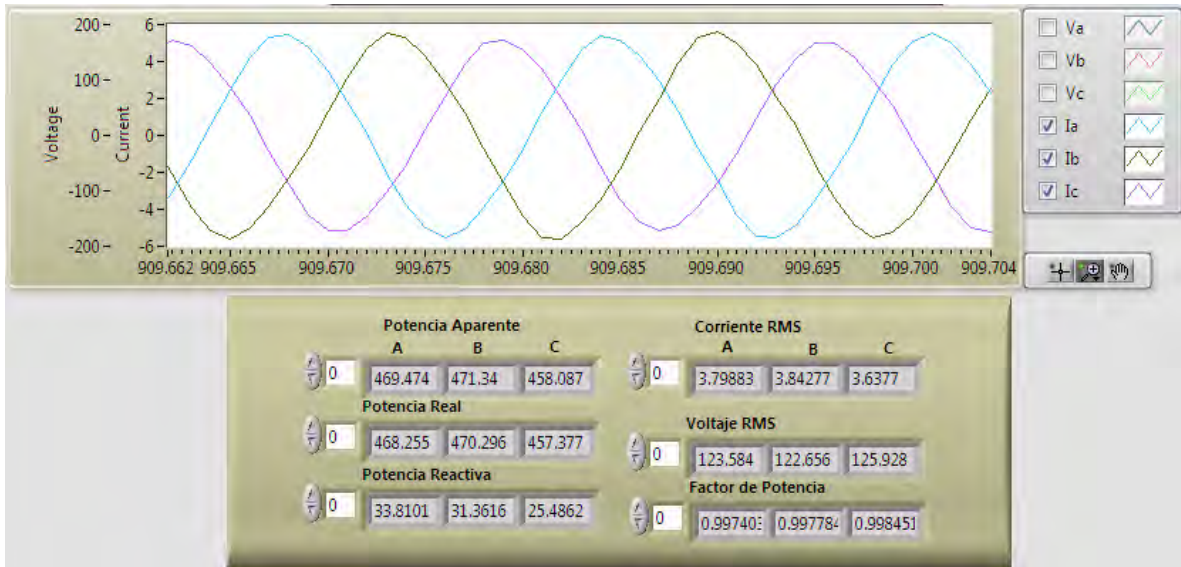 200 6
100 4
2
0 0
-2
-100 -4
-200 -6
Voltage
Current
909.662 909.665 909.670 909.675 909.680 909.685 909.690 909.695 909.700 909.704
Va
Vb
Vc
Ia
Ib
Ic
Potencia Aparente
A B C
0 469.474 471.34 458.087
Potencia Real
0 468.255 470.296 457.377
Potencia Reactiva
0 33.8101 31.3616 25.4862
Corriente RMS
A B C
0 3.79883 3.84277 3.6377
Voltaje RMS
0 123.584 122.656 125.928
Factor de Potencia
0 0.997403 0.997784 0.998451